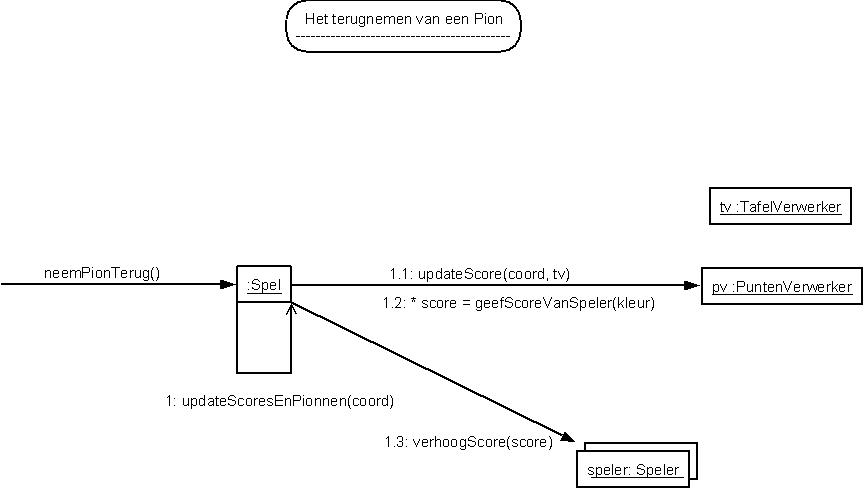 Het terugnemen van een Pion
tv :TafelVerwerker
neemPionTerug()
:Spel
1.1: updateScore(coord, tv)
pv :PuntenVerwerker
1.2: * score = geefScoreVanSpeler(kleur)
1: updateScoresEnPionnen(coord)
1.3: verhoogScore(score)
speler: Speler